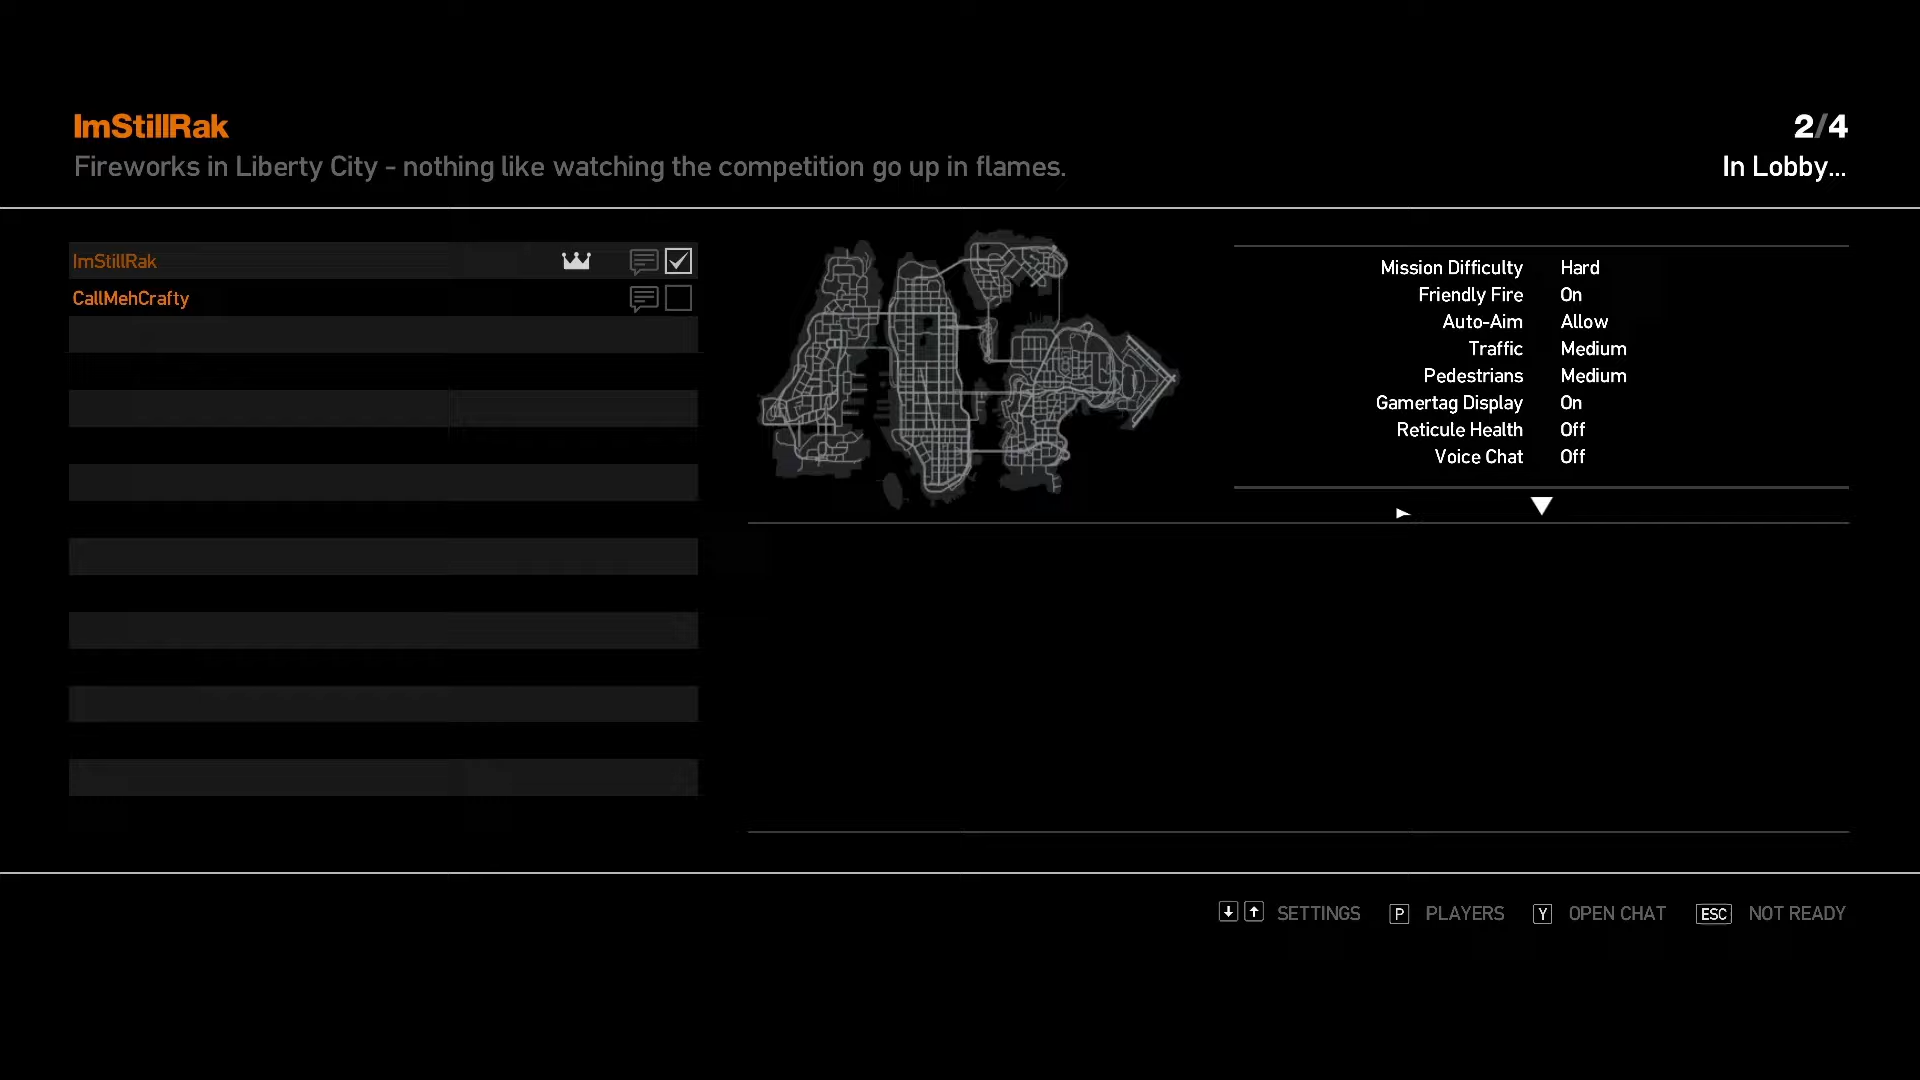 ImStillRak
2/4
Fireworks in Liberty City - nothing like watching the competition go up in flames.
In Lobby...
ImStillRak
CallMehCrafty
Mission Difficulty Hard
Friendly Fire On
Auto-Aim Allow
Traffic Medium
Pedestrians Medium
Gamertag Display On
Reticule Health Off
Voice Chat Off
SETTINGS P PLAYERS Y OPEN CHAT ESC NOT READY